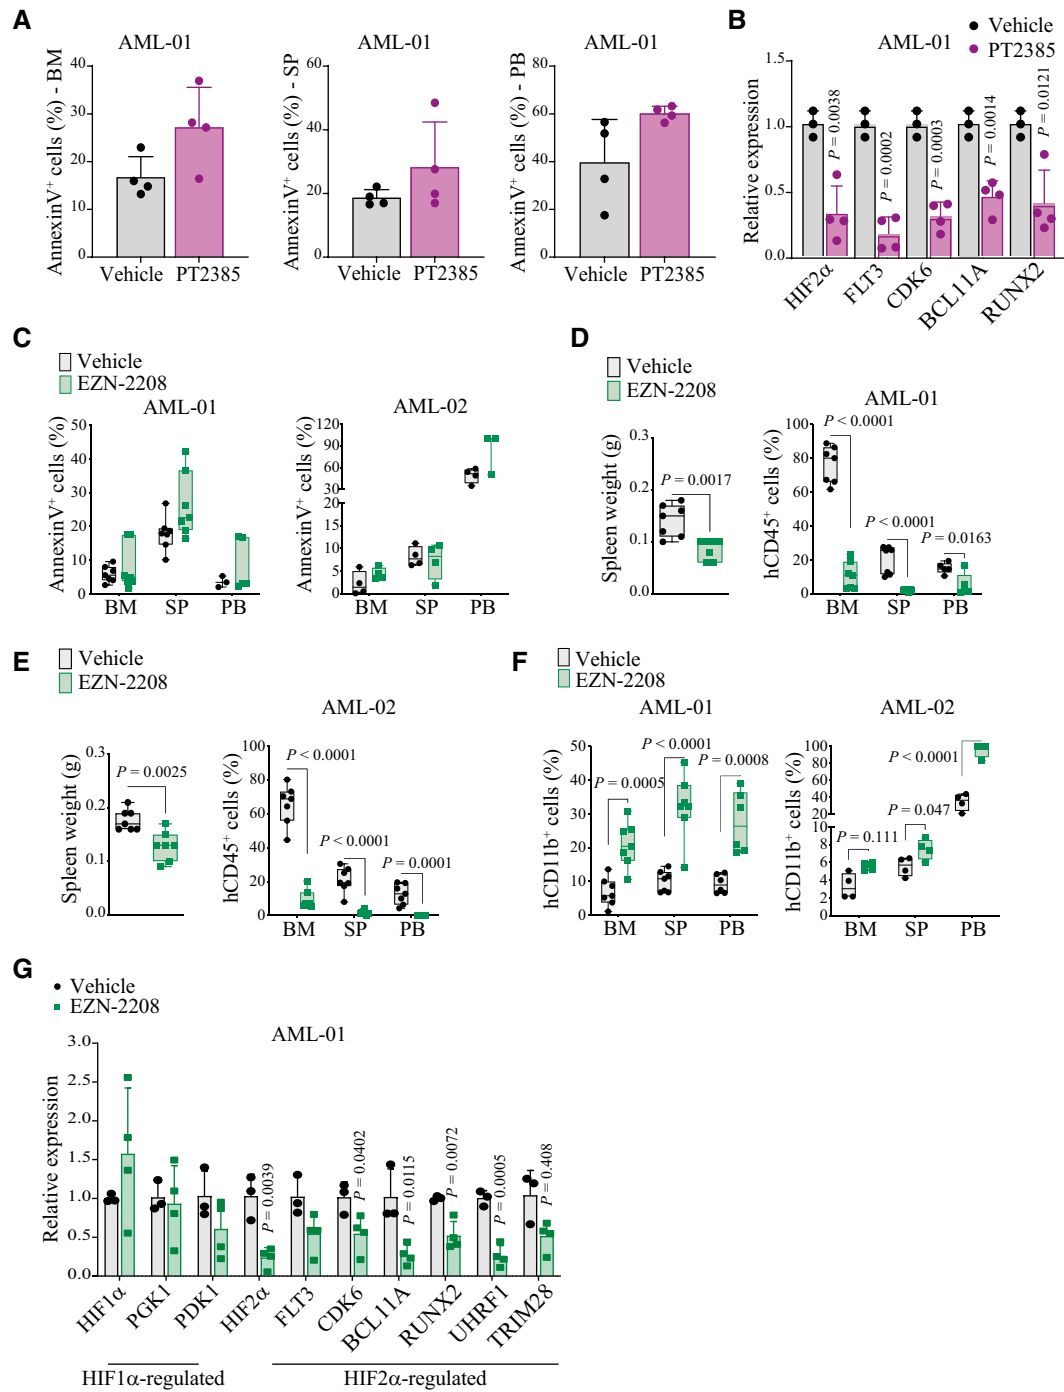 A
AML-01
AnnexinV+ cells (%) - BM
40
30
20
10
0
Vehicle PT2385
AML-01
AnnexinV+ cells (%) - SP
60
40
20
0
Vehicle PT2385
AML-01
AnnexinV+ cells (%) - PB
80
60
40
20
0
Vehicle PT2385
B
Vehicle
PT2385
AML-01
Relative expression
1.5
1.0
0.5
0.0
P = 0.0038
P = 0.0002
P = 0.0003
P = 0.0014
P = 0.0121
HIF2α
FLT3
CDK6
BCL11A
RUNX2
C
Vehicle
EZN-2208
AML-01
AnnexinV+ cells (%)
50
40
30
20
10
0
BM SP PB
AML-02
AnnexinV+ cells (%)
120
90
60
30
20
15
10
5
0
BM SP PB
D
Vehicle
EZN-2208
Spleen weight (g)
0.3
0.2
0.1
0.0
P = 0.0017
AML-01
hCD45+ cells (%)
100
80
60
40
20
0
P < 0.0001
P < 0.0001
P = 0.0163
BM SP PB
E
Vehicle
EZN-2208
Spleen weight (g)
0.3
0.2
0.1
0.0
P = 0.0025
AML-02
hCD45+ cells (%)
100
80
60
40
20
0
P < 0.0001
P < 0.0001
P = 0.0001
BM SP PB
F
Vehicle
EZN-2208
AML-01
hCD11b+ cells (%)
50
40
30
20
10
0
P = 0.0005
P < 0.0001
P = 0.0008
BM SP PB
AML-02
hCD11b+ cells (%)
100
80
60
40
20
10
8
6
4
2
0
P = 0.111
P = 0.047
P < 0.0001
BM SP PB
G
Vehicle
EZN-2208
AML-01
Relative expression
3.0
2.5
2.0
1.5
1.0
0.5
0.0
P = 0.0039
P = 0.0402
P = 0.0115
P = 0.0072
P = 0.0005
P = 0.408
HIF1α
PGK1
PDK1
HIF2α
FLT3
CDK6
BCL11A
RUNX2
UHRF1
TRIM28
HIF1α-regulated
HIF2α-regulated